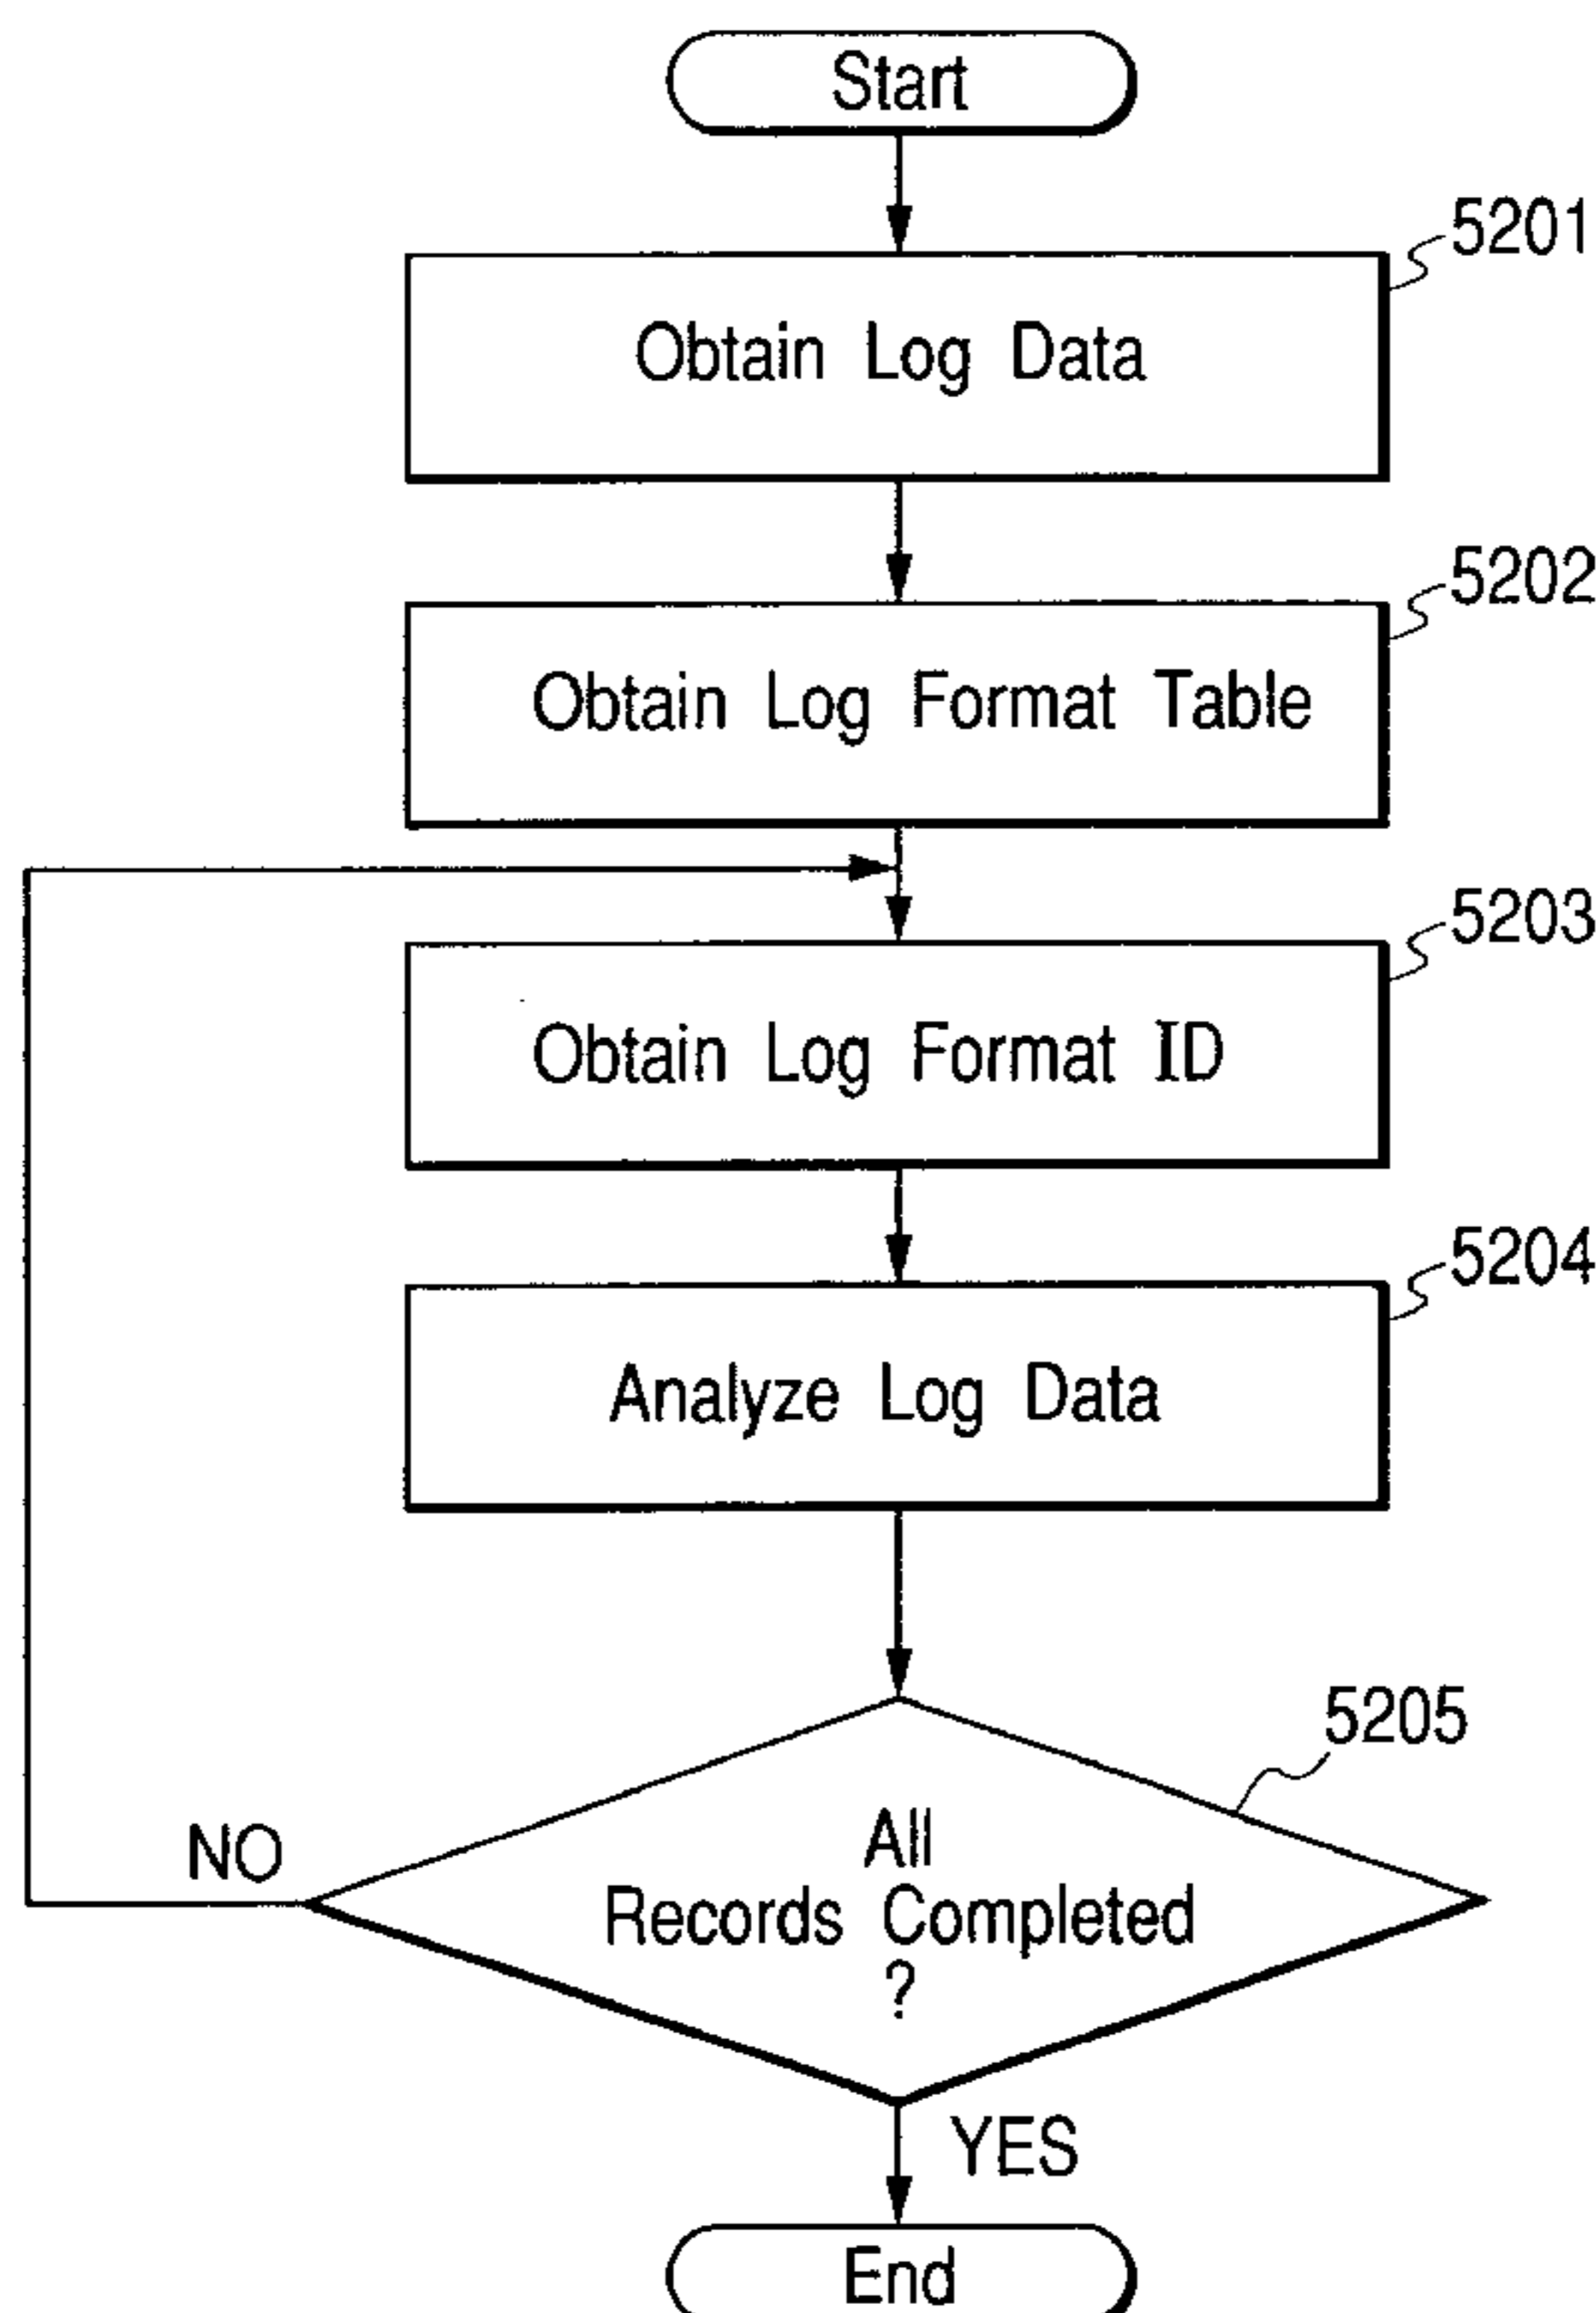 Start
5201
Obtain Log Data
5202
Obtain Log Format Table
5203
Obtain Log Format ID
5204
Analyze Log Data
5205
All
Records Completed
?
NO
YES
End